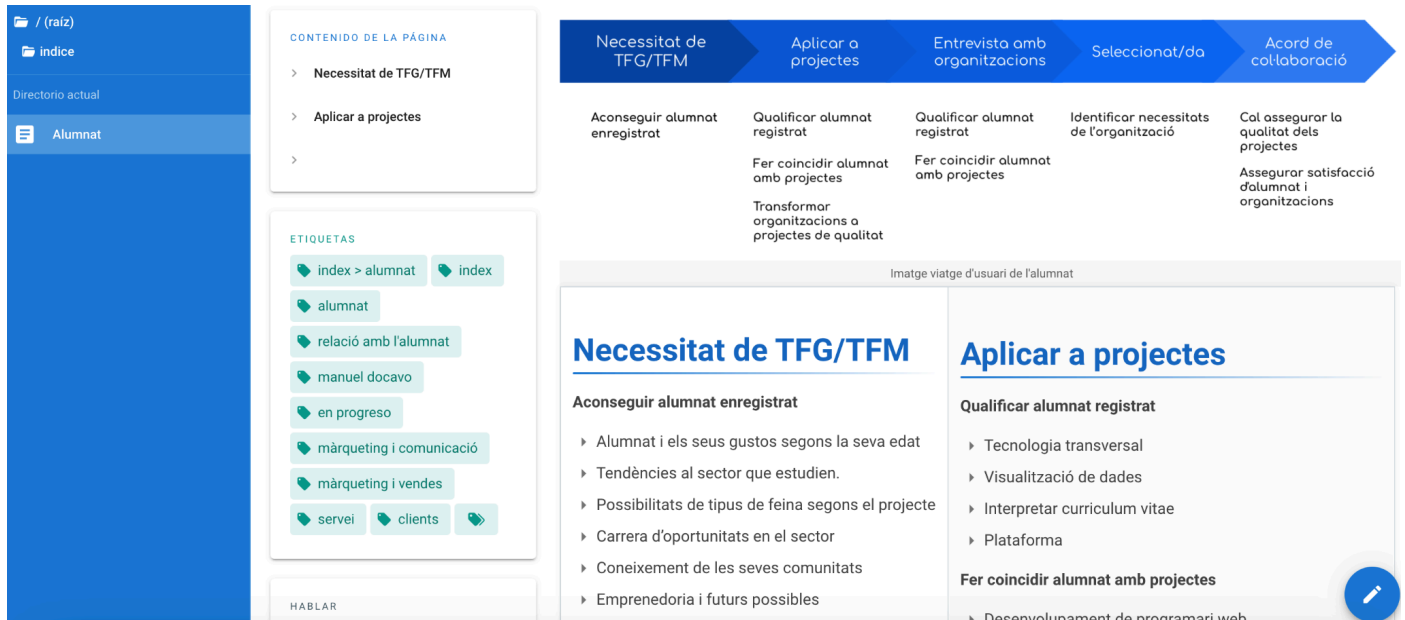 / (raíz)
indice
Directorio actual
Alumnat
CONTENIDO DE LA PÁGINA
Necessitat de TFG/TFM
Aplicar a projectes
ETIQUETAS
index > alumnat
index
alumnat
relació amb l'alumnat
manuel docavo
en progreso
màrqueting i comunicació
màrqueting i vendes
servei
clients
HABLAR
Necessitat de
TFG/TFM
Aplicar a
projectes
Entrevista amb
organitzacions
Seleccionat/da
Acord de
col·laboració
Aconseguir alumnat
enregistrat
Qualificar alumnat
registrat
Fer coincidir alumnat
amb projectes
Transformar
organitzacions a
projectes de qualitat
Qualificar alumnat
registrat
Fer coincidir alumnat
amb projectes
Identificar necessitats
de l'organització
Cal assegurar la
qualitat dels
projectes
Assegurar satisfacció
d'alumnat i
organitzacions
Imatge viatge d'usuari de l'alumnat
Necessitat de TFG/TFM
Aconseguir alumnat enregistrat
Alumnat i els seus gustos segons la seva edat
Tendències al sector que estudien.
Possibilitats de tipus de feina segons el projecte
Carrera d’oportunitats en el sector
Coneixement de les seves comunitats
Emprenedoria i futurs possibles
Aplicar a projectes
Qualificar alumnat registrat
Tecnologia transversal
Visualització de dades
Interpretar curriculum vitae
Plataforma
Fer coincidir alumnat amb projectes
Desenvolupament de programari web